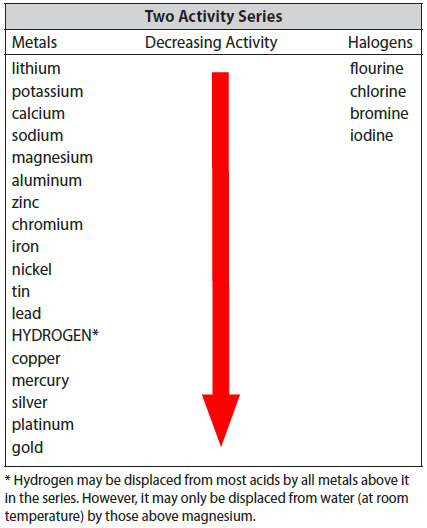 Two Activity Series
Metals Decreasing Activity Halogens
lithium flourine
potassium chlorine
calcium bromine
sodium iodine
magnesium
aluminum
zinc
chromium
iron
nickel
tin
lead
HYDROGEN*
copper
mercury
silver
platinum
gold
* Hydrogen may be displaced from most acids by all metals above it
in the series. However, it may only be displaced from water (at room
temperature) by those above magnesium.